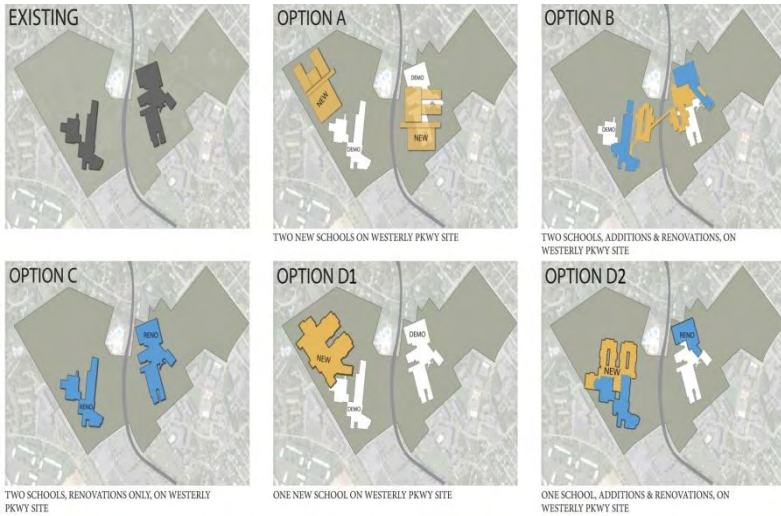 EXISTING
OPTION A
NEW
DEMO
DEMO
NEW
TWO NEW SCHOOLS ON WESTERLY PKWY SITE
OPTION B
DEMO
TWO SCHOOLS, ADDITIONS & RENOVATIONS, ON
WESTERLY PKWY SITE
OPTION C
RENO
RENO
TWO SCHOOLS, RENOVATIONS ONLY, ON WESTERLY
PKWY SITE
OPTION D1
NEW
DEMO
DEMO
ONE NEW SCHOOL ON WESTERLY PKWY SITE
OPTION D2
NEW
RENO
ONE SCHOOL, ADDITIONS & RENOVATIONS, ON
WESTERLY PKWY SITE